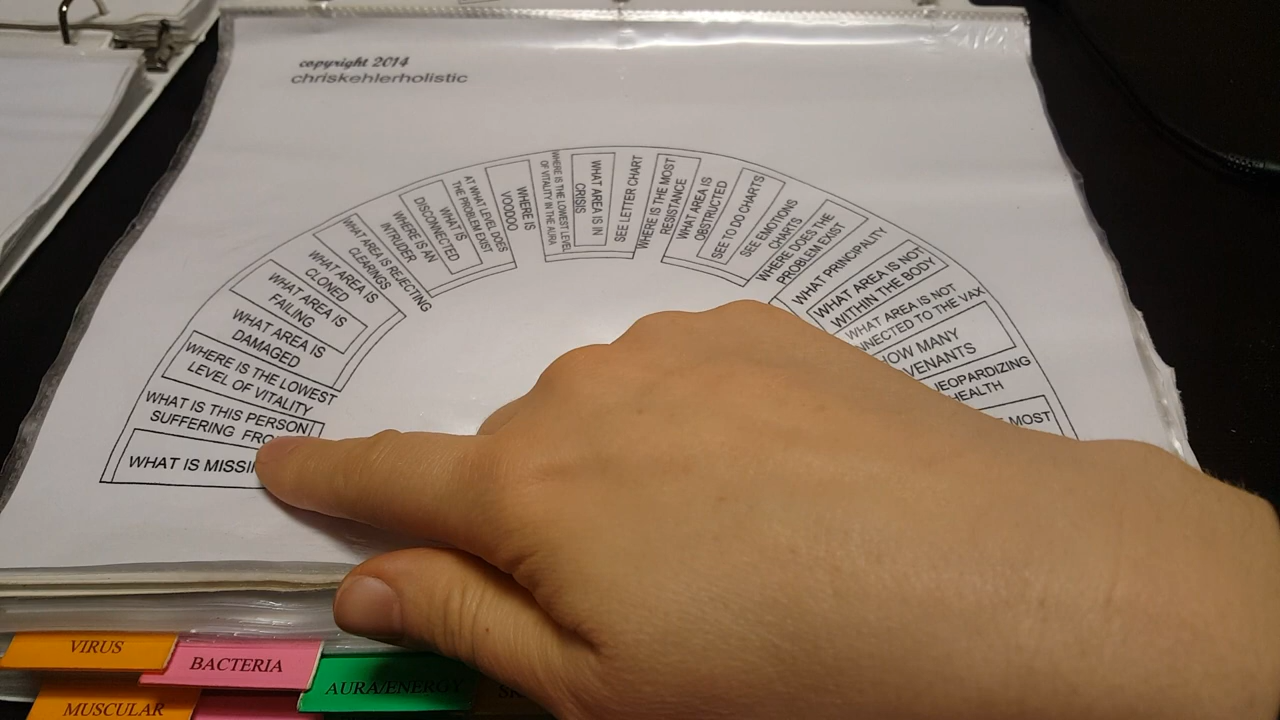 copyright 2014
chriskehlerholistic
WHAT IS
WHAT IS THIS PERSON
SUFFERING
WHERE IS THE LOWEST
LEVEL OF VITALITY
WHAT AREA IS
DAMAGED
WHAT AREA IS
FAILING
WHAT AREA IS
CLONED
WHAT AREA IS REJECTING
CLEARINGS
WHERE IS AN
INTRUDER
WHAT IS
DISCONNECTED
AT WHAT LEVEL DOES
THE PROBLEM EXIST
WHERE IS
VOODOO
WHERE IS THE LOWEST LEVEL
OF VITALITY IN THE AURA
WHAT AREA IS IN
CRISIS
SEE LETTER CHART
WHERE IS THE MOST
RESISTANCE
WHAT AREA IS
OBSTRUCTED
SEE TO DO CHARTS
SEE EMOTIONS
CHARTS
WHERE DOES THE
PROBLEM EXIST
WHAT PRINCIPALITY
WHAT AREA IS NOT
WITHIN THE BODY
WHAT AREA IS NOT
TO THE VAX
HOW MANY
JEOPARDIZING
HEALTH
MOST
VIRUS
BACTERIA
AURA/ENERGY
MUSCULAR